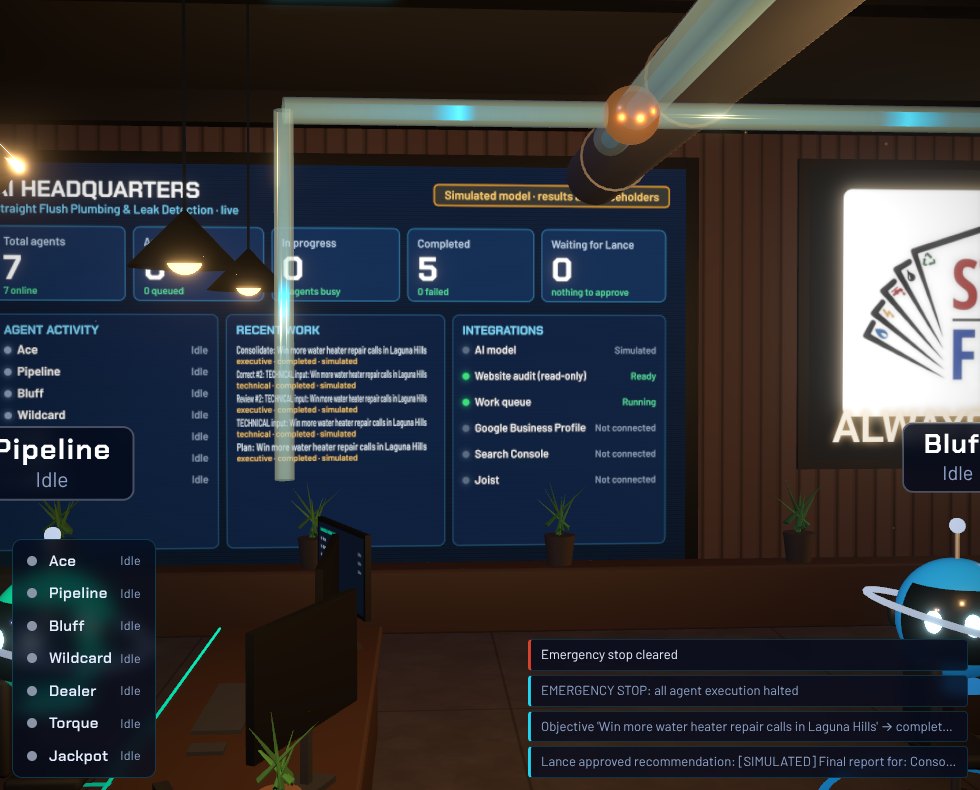 AI HEADQUARTERS
traight Flush Plumbing & Leak Detection · live
Simulated model · results
Total agents
7
7 online
0 queued
In progress
0
agents busy
Completed
5
0 failed
Waiting for Lance
0
nothing to approve
AGENT ACTIVITY
Ace Idle
Pipeline Idle
Bluff Idle
Wildcard Idle
Idle
Idle
Idle
RECENT WORK
Consolidate: Win more water heater repair calls in Laguna Hills
executive · completed · simulated
Correct #2: TECHNICAL input: Win more water heater repair calls in Laguna Hills
technical · completed · simulated
Review #2: TECHNICAL input: Win more water heater repair calls in Laguna Hills
executive · completed · simulated
TECHNICAL input: Win more water heater repair calls in Laguna Hills
technical · completed · simulated
Plan: Win more water heater repair calls in Laguna Hills
executive · completed · simulated
INTEGRATIONS
AI model Simulated
Website audit (read-only) Ready
Work queue Running
Google Business Profile Not connected
Search Console Not connected
Joist Not connected
S
F
Pipeline
Idle
Bluf
Idle
Ace Idle
Pipeline Idle
Bluff Idle
Wildcard Idle
Dealer Idle
Torque Idle
Jackpot Idle
Emergency stop cleared
EMERGENCY STOP: all agent execution halted
Objective 'Win more water heater repair calls in Laguna Hills' → complet...
Lance approved recommendation: [SIMULATED] Final report for: Conso...